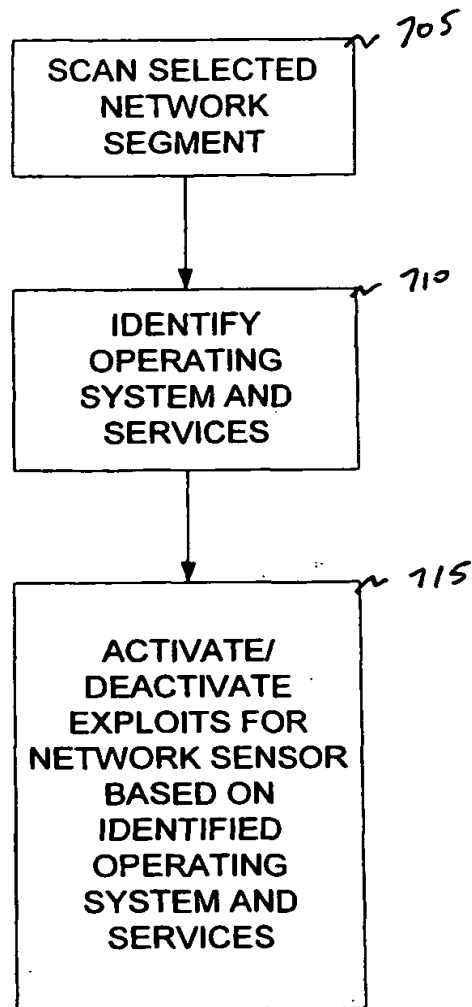 705
SCAN SELECTED
NETWORK
SEGMENT
710
IDENTIFY
OPERATING
SYSTEM AND
SERVICES
715
ACTIVATE/
DEACTIVATE
EXPLOITS FOR
NETWORK SENSOR
BASED ON
IDENTIFIED
OPERATING
SYSTEM AND
SERVICES